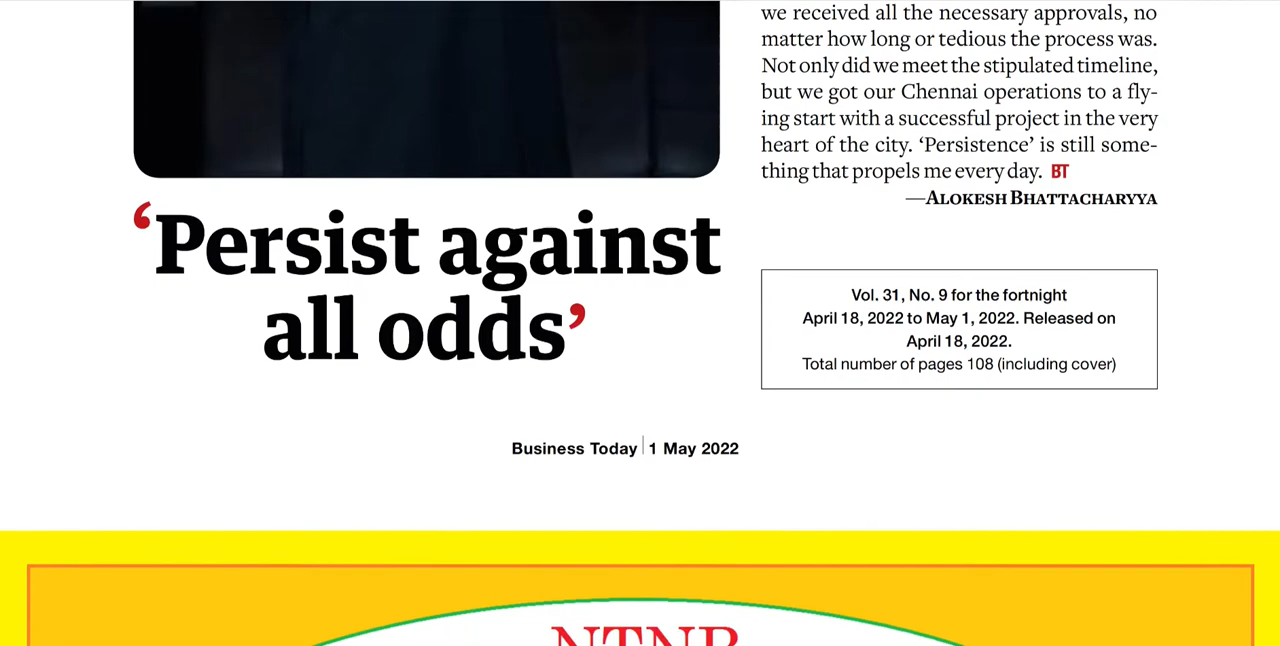 we received all the necessary approvals, no
matter how long or tedious the process was.
Not only did we meet the stipulated timeline,
but we got our Chennai operations to a fly-
ing start with a successful project in the very
heart of the city. ‘Persistence’ is still some-
thing that propels me every day. BT
—ALOKESH BHATTACHARYYA
‘Persist against
all odds’
Vol. 31, No. 9 for the fortnight
April 18, 2022 to May 1, 2022. Released on
April 18, 2022.
Total number of pages 108 (including cover)
Business Today | 1 May 2022